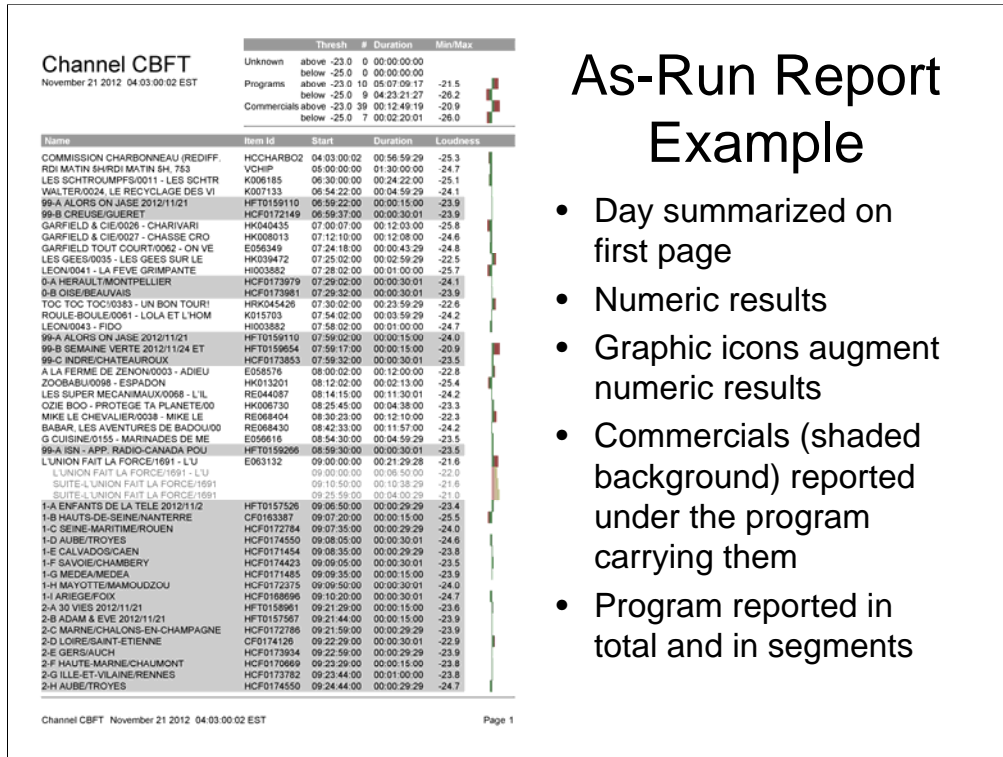 Channel CBFT
November 21 2012 04:03:00:02 EST
Thresh # Duration Min/Max
Unknown above -23.0 0 00:00:00:00
below -25.0 0 00:00:00:00
Programs above -23.0 10 05:07:09:17 -21.5
below -25.0 9 04:23:21:27 -26.2
Commercials above -23.0 39 00:12:49:19 -20.9
below -25.0 7 00:02:20:01 -26.0
Name Item Id Start Duration Loudness
COMMISSION CHARBONNEAU (REDIFF. HCCHARBO2 04:03:00:02 00:56:59:29 -25.3
RDI MATIN 5H/RDI MATIN 5H, 753 VCHIP 05:00:00:00 01:30:00:00 -24.7
LES SCHTROUMPFS/0011 - LES SCHTR K006185 06:30:00:00 00:24:22:00 -25.1
WALTER/0024, LE RECYCLAGE DES VI K007133 06:54:22:00 00:04:59:29 -24.1
99-A ALORS ON JASE 2012/11/21 HFT0159110 06:59:22:00 00:00:15:00 -23.9
99-B CREUSE/GUERET HCF0172149 06:59:37:00 00:00:30:01 -23.9
GARFIELD & CIE/0026 - CHARIVARI HK040435 07:00:07:00 00:12:03:00 -25.8
GARFIELD & CIE/0027 - CHASSE CRO HK008013 07:12:10:00 00:12:08:00 -24.6
GARFIELD TOUT COURT/0062 - ON VE E056349 07:24:18:00 00:00:43:29 -24.8
LES GEES/0035 - LES GEES SUR LE HK039472 07:25:02:00 00:02:59:29 -22.5
LEON/0041 - LA FEVE GRIMPANTE HI003882 07:28:02:00 00:01:00:00 -25.7
0-A HERAULT/MONTPELLIER HCF0173979 07:29:02:00 00:00:30:01 -24.1
0-B OISE/BEAUVAIS HCF0173981 07:29:32:00 00:00:30:01 -23.9
TOC TOC TOC!/0383 - UN BON TOUR! HRK045426 07:30:02:00 00:23:59:29 -22.6
ROULE-BOULE/0061 - LOLA ET L'HOM K015703 07:54:02:00 00:03:59:29 -24.2
LEON/0043 - FIDO HI003882 07:58:02:00 00:01:00:00 -24.7
99-A ALORS ON JASE 2012/11/21 HFT0159110 07:59:02:00 00:00:15:00 -24.0
99-B SEMAINE VERTE 2012/11/24 ET HFT0159654 07:59:17:00 00:00:15:00 -20.9
99-C INDRE/CHATEAUROUX HCF0173853 07:59:32:00 00:00:30:01 -23.5
A LA FERME DE ZENON/0003 - ADIEU E058576 08:00:02:00 00:12:00:00 -22.8
ZOOBABU/0098 - ESPADON HK013201 08:12:02:00 00:02:13:00 -25.4
LES SUPER MECANIMAUX/0068 - L'IL RE044087 08:14:15:00 00:11:30:01 -24.2
OZIE BOO - PROTEGE TA PLANETE/00 HK006730 08:25:45:00 00:04:38:00 -23.3
MIKE LE CHEVALIER/0038 - MIKE LE RE068404 08:30:23:00 00:12:10:00 -22.3
BABAR, LES AVENTURES DE BADOU/00 RE068430 08:42:33:00 00:11:57:00 -24.2
G CUISINE/0155 - MARINADES DE ME E056616 08:54:30:00 00:04:59:29 -23.5
99-A ISN - APP. RADIO-CANADA POU HFT0159266 08:59:30:00 00:00:30:01 -23.5
L'UNION FAIT LA FORCE/1691 - L'U E063132 09:00:00:00 00:21:29:28 -21.6
L'UNION FAIT LA FORCE/1691 - L'U 09:00:00:00 00:06:50:00 -22.0
SUITE-L'UNION FAIT LA FORCE/1691 09:10:50:00 00:10:38:29 -21.6
SUITE-L'UNION FAIT LA FORCE/1691 09:25:59:00 00:04:00:29 -21.0
1-A ENFANTS DE LA TELE 2012/11/2 HFT0157526 09:06:50:00 00:00:29:29 -23.4
1-B HAUTS-DE-SEINE/NANTERRE CF0163387 09:07:20:00 00:00:15:00 -25.5
1-C SEINE-MARITIME/ROUEN HCF0172784 09:07:35:00 00:00:29:29 -24.0
1-D AUBE/TROYES HCF0174550 09:08:05:00 00:00:30:01 -24.6
1-E CALVADOS/CAEN HCF0171454 09:08:35:00 00:00:29:29 -23.8
1-F SAVOIE/CHAMBERY HCF0174423 09:09:05:00 00:00:30:01 -23.5
1-G MEDEA/MEDEA HCF0171485 09:09:35:00 00:00:15:00 -23.9
1-H MAYOTTE/MAMOUDZOU HCF0172375 09:09:50:00 00:00:30:01 -24.0
1-I ARIEGE/FOIX HCF0168696 09:10:20:00 00:00:30:01 -24.7
2-A 30 VIES 2012/11/21 HFT0158961 09:21:29:00 00:00:15:00 -23.6
2-B ADAM & EVE 2012/11/21 HFT0157567 09:21:44:00 00:00:15:00 -23.9
2-C MARNE/CHALONS-EN-CHAMPAGNE HCF0172786 09:21:59:00 00:00:29:29 -23.9
2-D LOIRE/SAINT-ETIENNE CF0174126 09:22:29:00 00:00:30:01 -22.9
2-E GERS/AUCH HCF0173934 09:22:59:00 00:00:29:29 -23.9
2-F HAUTE-MARNE/CHAUMONT HCF0170669 09:23:29:00 00:00:15:00 -23.8
2-G ILLE-ET-VILAINE/RENNES HCF0173782 09:23:44:00 00:01:00:00 -23.8
2-H AUBE/TROYES HCF0174550 09:24:44:00 00:00:29:29 -24.7
Channel CBFT November 21 2012 04:03:00:02 EST Page 1
As-Run Report
Example
• Day summarized on
first page
• Numeric results
• Graphic icons augment
numeric results
• Commercials (shaded
background) reported
under the program
carrying them
• Program reported in
total and in segments